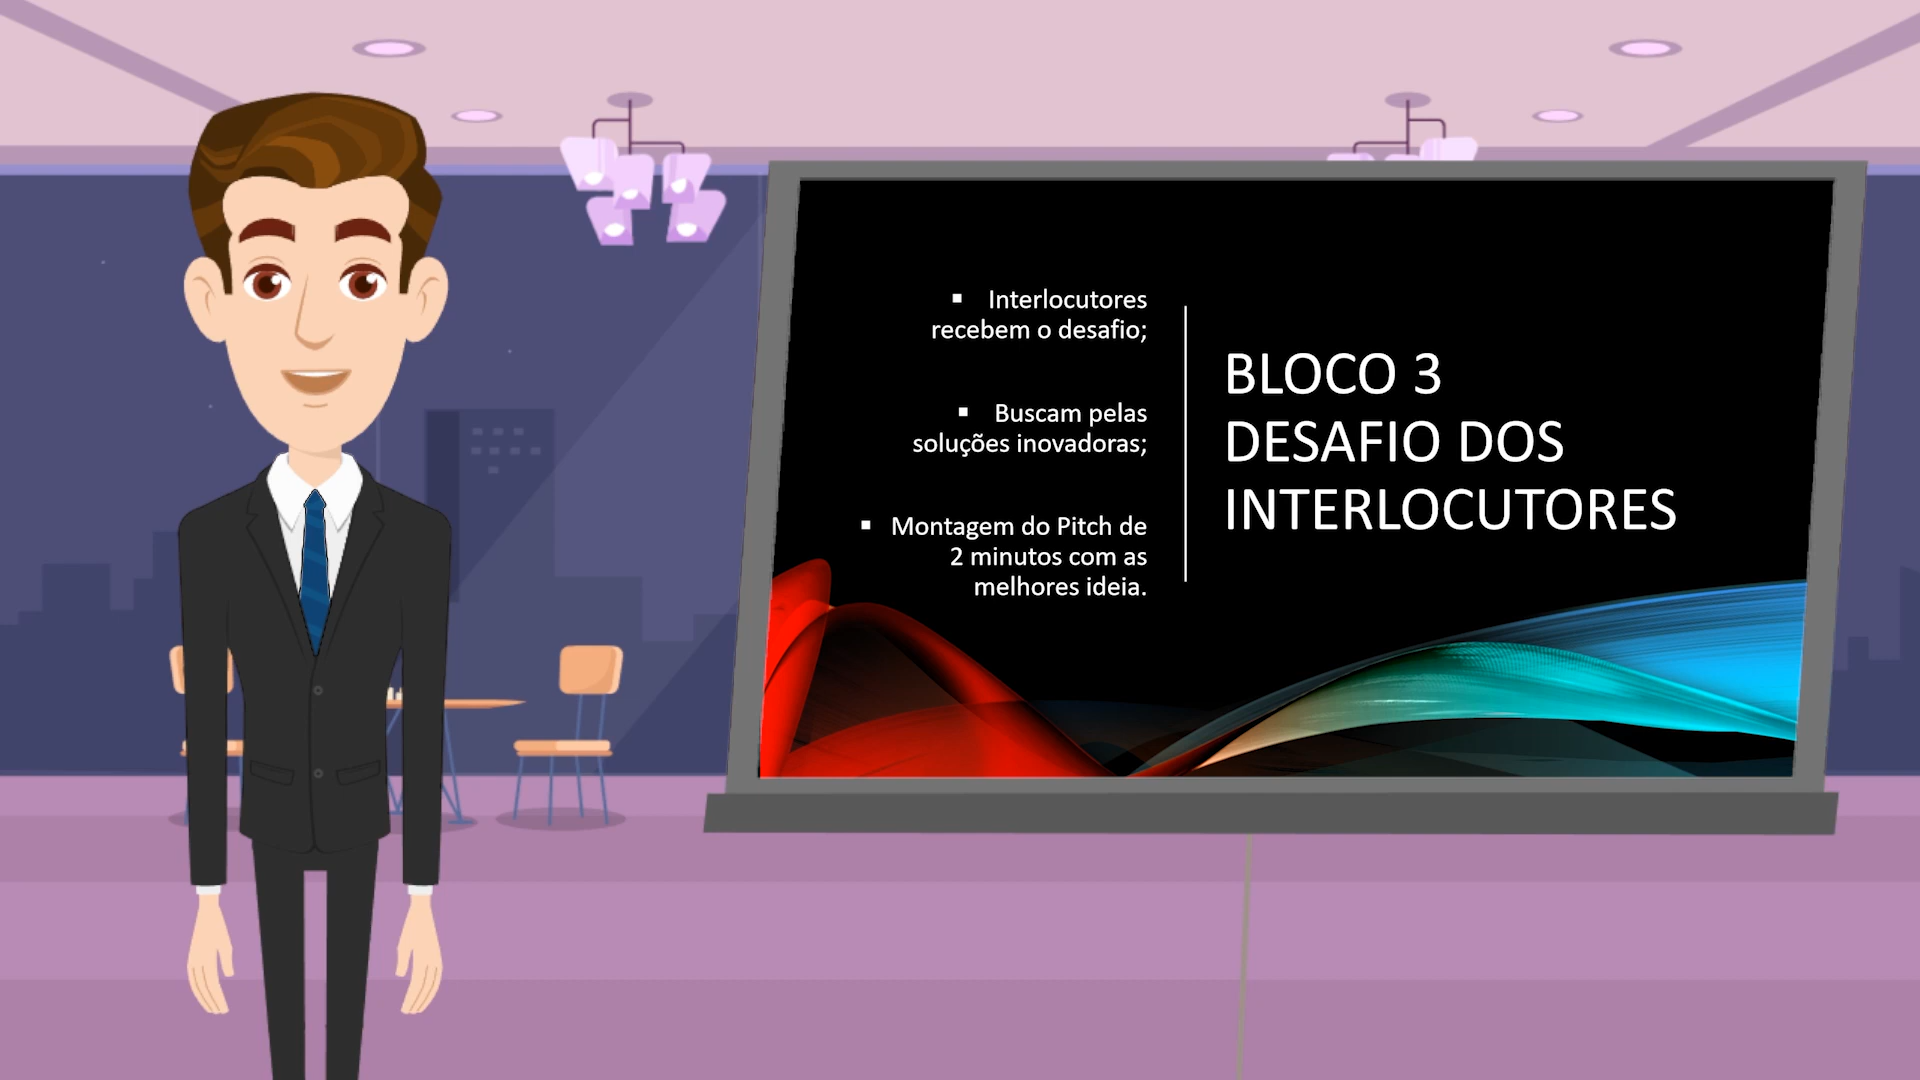 ▪ Interlocutores
recebem o desafio;
▪ Buscam pelas
soluções inovadoras;
▪ Montagem do Pitch de
2 minutos com as
melhores ideia.
BLOCO 3
DESAFIO DOS
INTERLOCUTORES